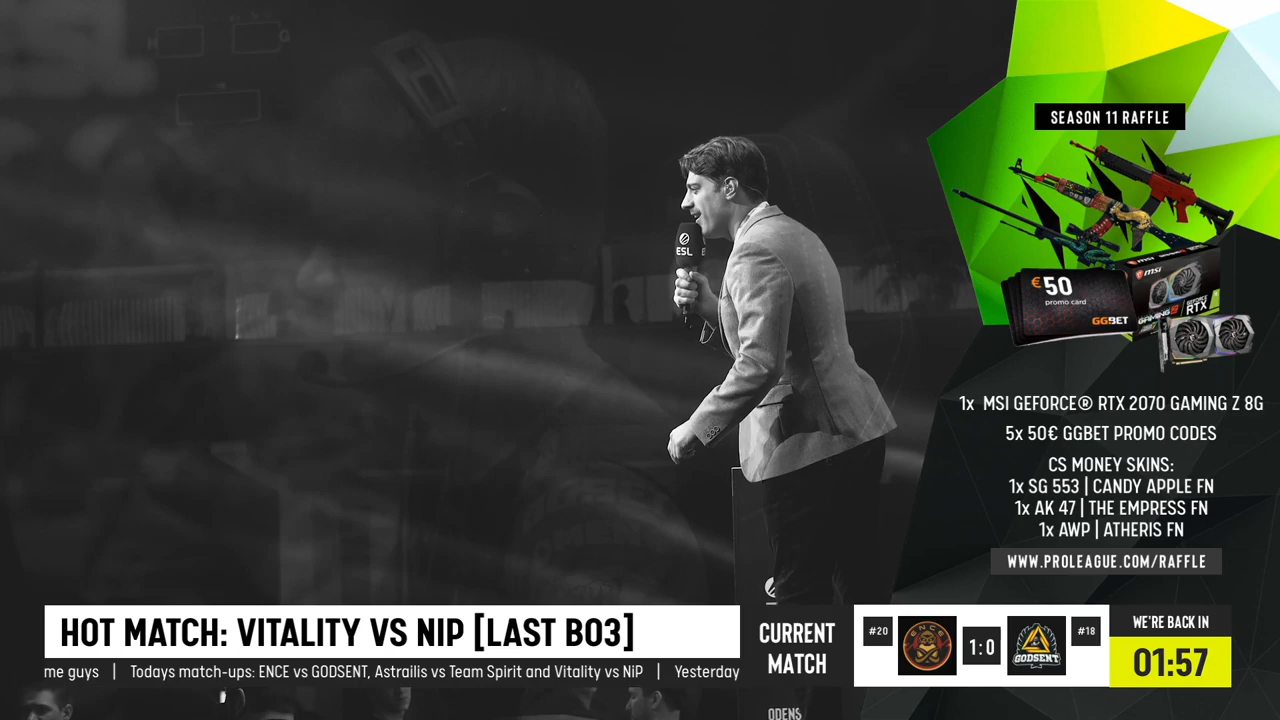 SEASON 11 RAFFLE
msi
€50
promo card
GGBET
GEFORCE
RTX
ESL
1x MSI GEFORCE® RTX 2070 GAMING Z 8G
5x 50€ GGBET PROMO CODES
CS MONEY SKINS:
1x SG 553 | CANDY APPLE FN
1x AK 47 | THE EMPRESS FN
1x AWP | ATHERIS FN
WWW.PROLEAGUE.COM/RAFFLE
HOT MATCH: VITALITY VS NIP [LAST BO3]
me guys | Todays match-ups: ENCE vs GODSENT, Astrailis vs Team Spirit and Vitality vs NiP | Yesterday
CURRENT
MATCH
#20
ENCE
1:0
GODSENT
#18
WE'RE BACK IN
01:57
ODENS